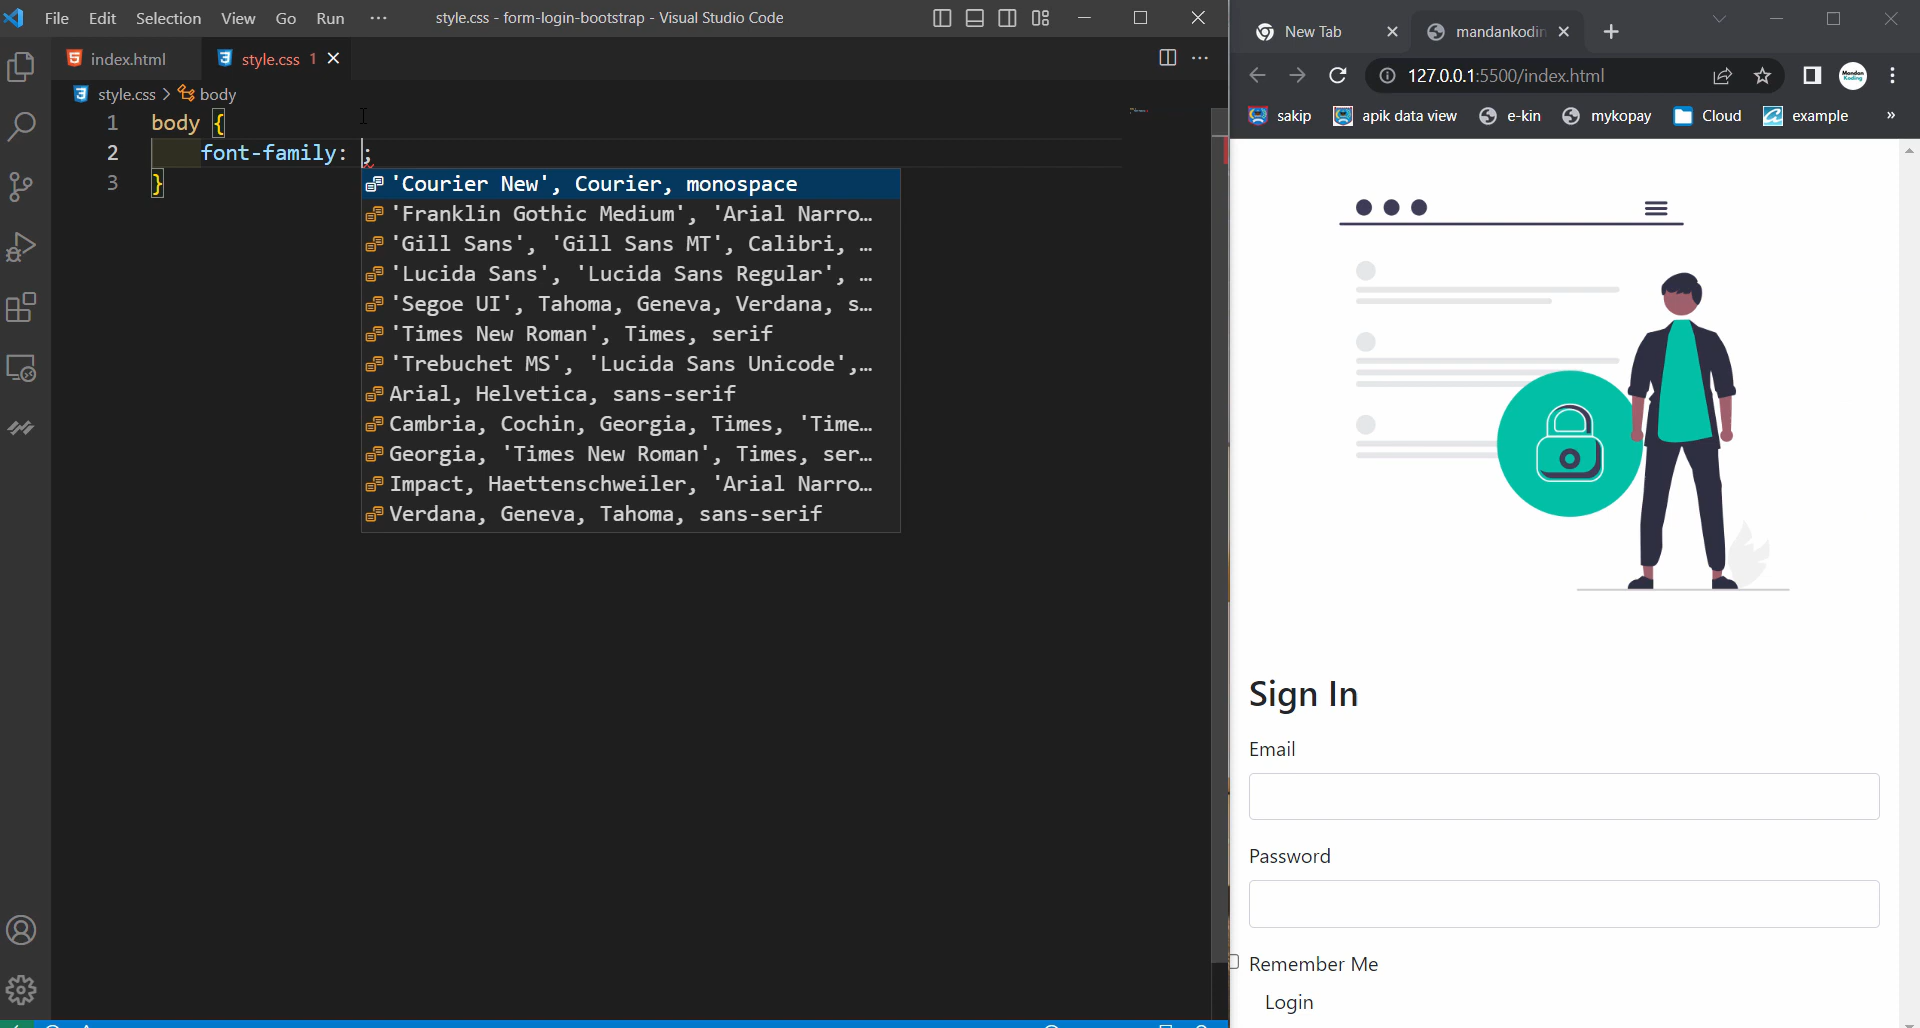 File Edit Selection View Go Run ··· style.css - form-login-bootstrap - Visual Studio Code
index.html style.css 1
style.css > body
1 body {
2 font-family: ;
3 }
'Courier New', Courier, monospace
'Franklin Gothic Medium', 'Arial Narro…
'Gill Sans', 'Gill Sans MT', Calibri, …
'Lucida Sans', 'Lucida Sans Regular', …
'Segoe UI', Tahoma, Geneva, Verdana, s…
'Times New Roman', Times, serif
'Trebuchet MS', 'Lucida Sans Unicode',…
Arial, Helvetica, sans-serif
Cambria, Cochin, Georgia, Times, 'Time…
Georgia, 'Times New Roman', Times, ser…
Impact, Haettenschweiler, 'Arial Narro…
Verdana, Geneva, Tahoma, sans-serif
New Tab mandankodin
127.0.0.1:5500/index.html
Mandan
Koding
sakip apik data view e-kin mykopay Cloud example »
Sign In
Email
Password
Remember Me
Login